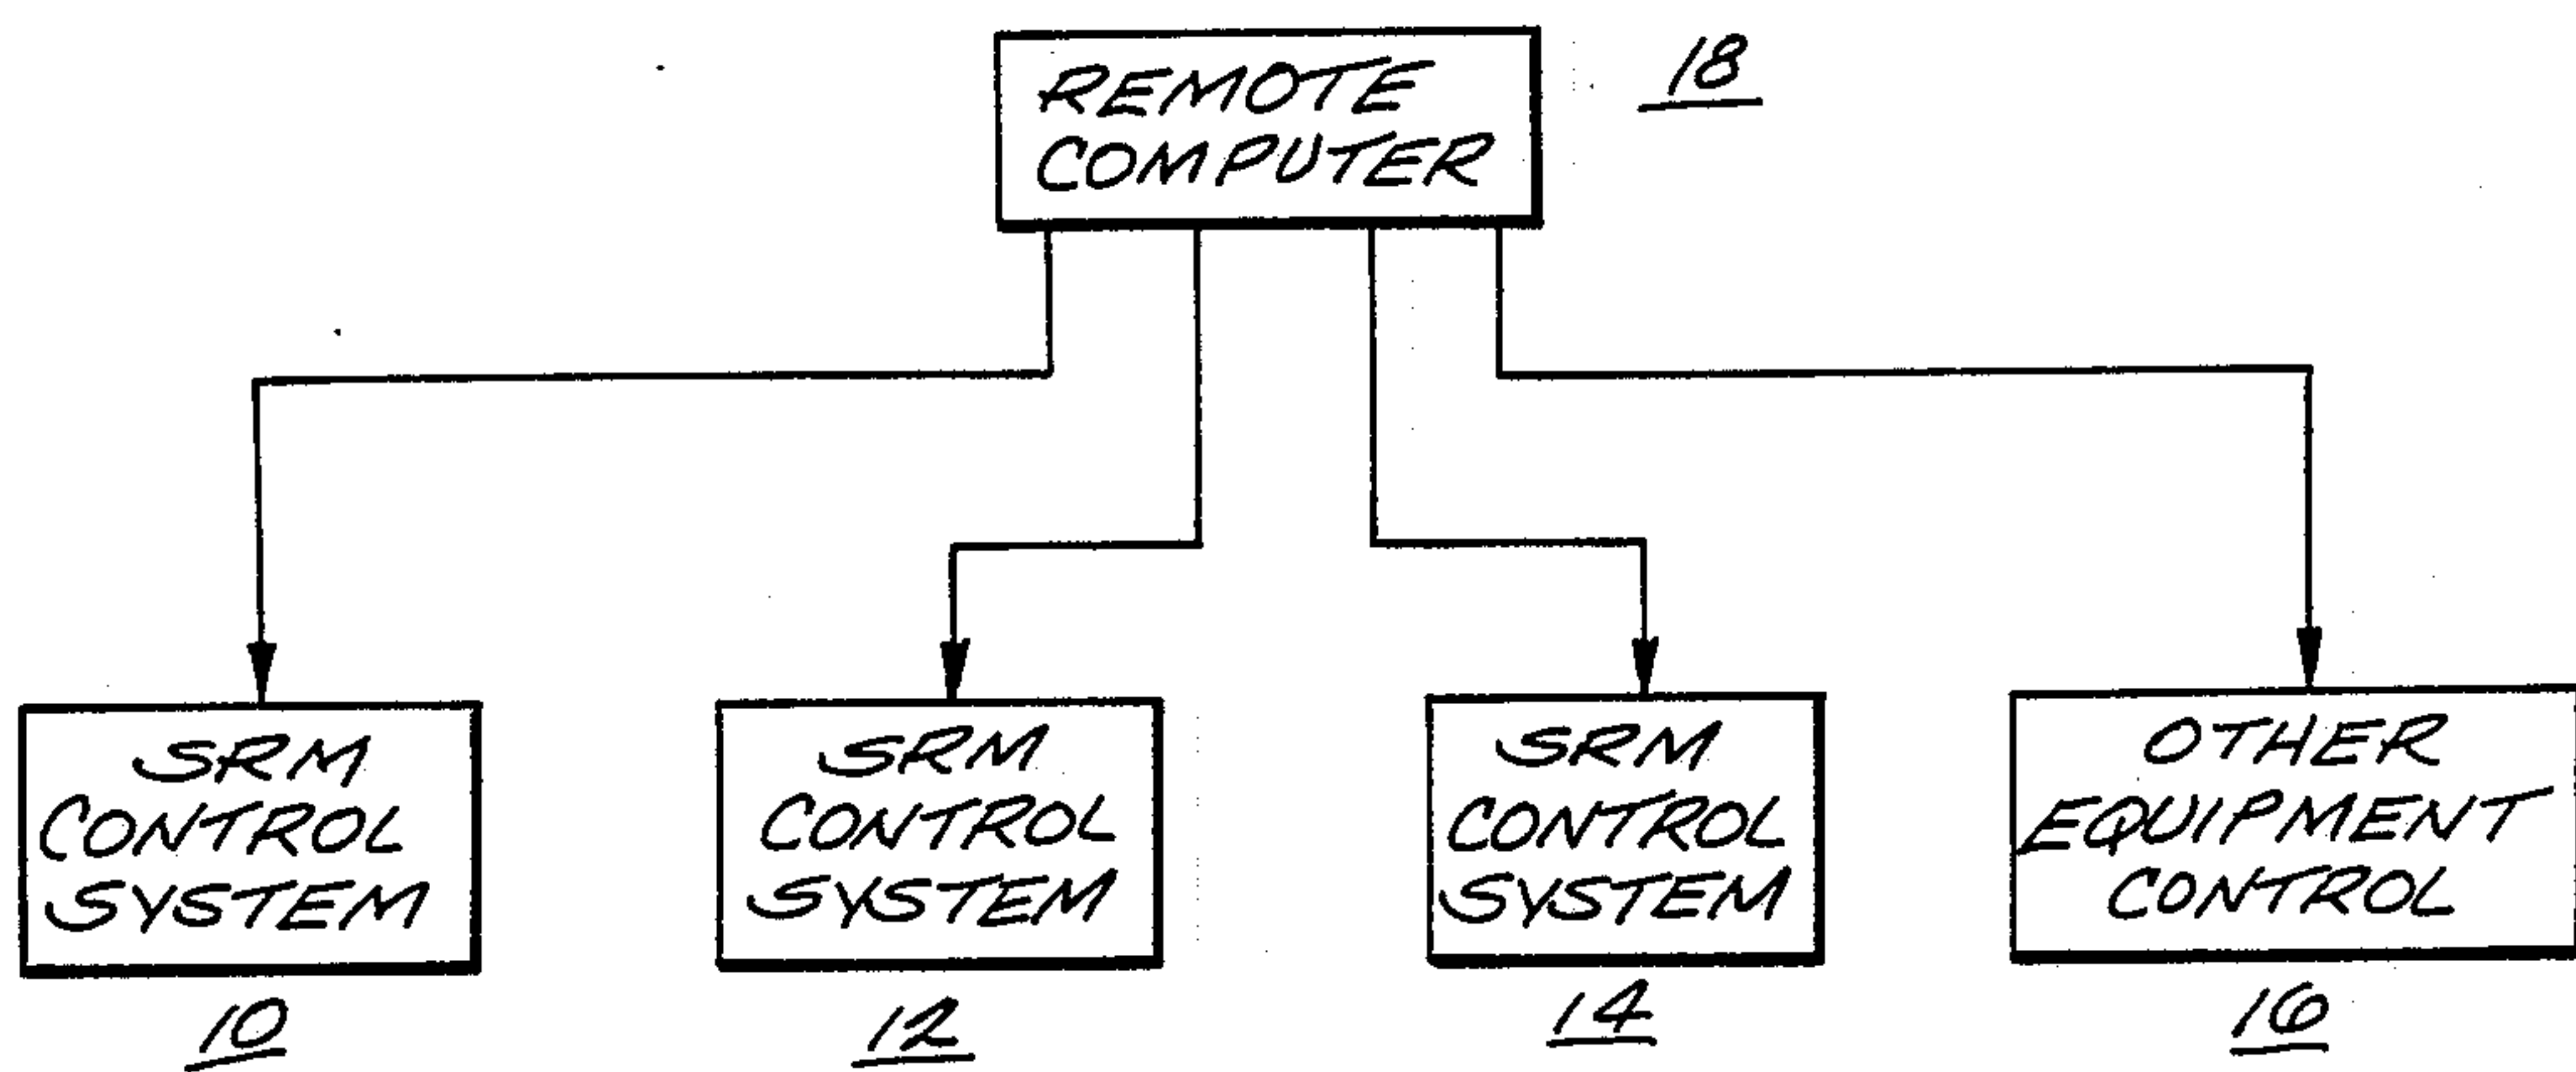 REMOTE
COMPUTER
18
SRM
CONTROL
SYSTEM
10
SRM
CONTROL
SYSTEM
12
SRM
CONTROL
SYSTEM
14
OTHER
EQUIPMENT
CONTROL
16